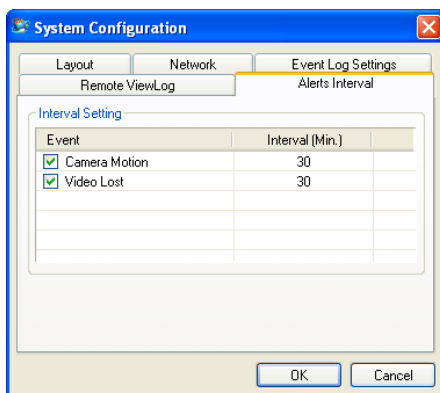 System Configuration
Layout Network Event Log Settings
Remote ViewLog Alerts Interval
Interval Setting
Event Interval (Min.)
Camera Motion 30
Video Lost 30
OK Cancel